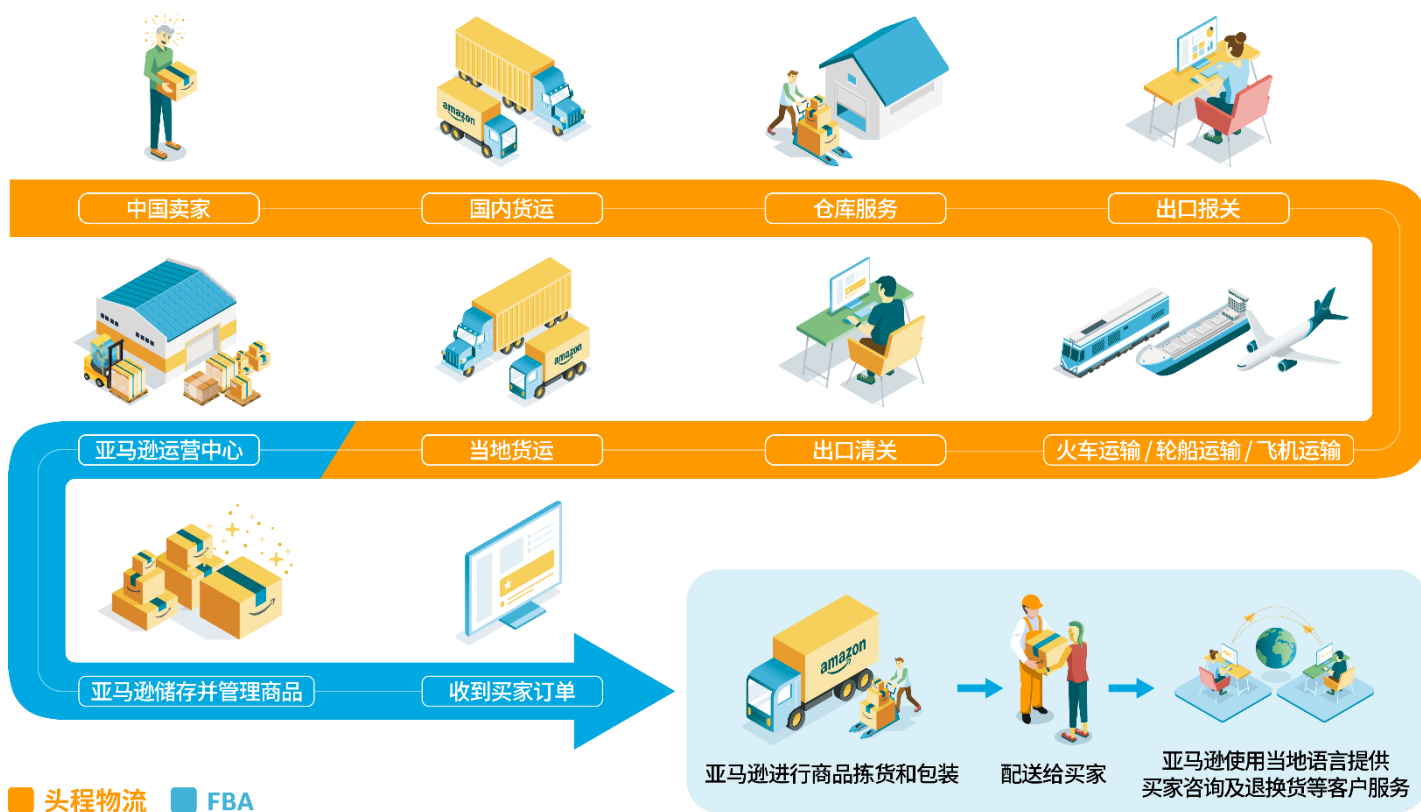 amazon
中国卖家
国内货运
仓库服务
出口报关
amazon
亚马逊运营中心
当地货运
出口清关
火车运输 / 轮船运输 / 飞机运输
amazon
亚马逊储存并管理商品
收到买家订单
亚马逊进行商品拣货和包装
配送给买家
亚马逊使用当地语言提供
买家咨询及退换货等客户服务
头程物流
FBA